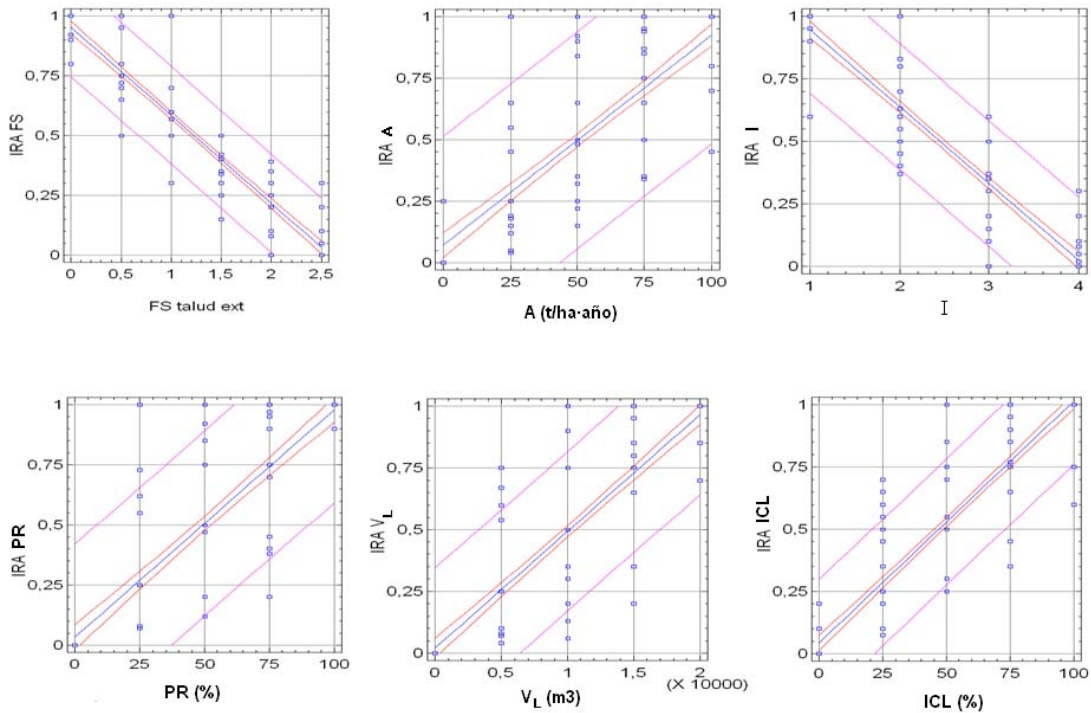 IRA FS
1
0,75
0,5
0,25
0
0 0,5 1 1,5 2 2,5
FS talud ext
IRA A
1
0,75
0,5
0,25
0
0 25 50 75 100
A (t/ha·año)
IRA I
1
0,75
0,5
0,25
0
1 2 3 4
I
IRA PR
1
0,75
0,5
0,25
0
0 25 50 75 100
PR (%)
IRA VL
1
0,75
0,5
0,25
0
0 0,5 1 1,5 2
(X 10000)
VL (m3)
IRA ICL
1
0,75
0,5
0,25
0
0 25 50 75 100
ICL (%)